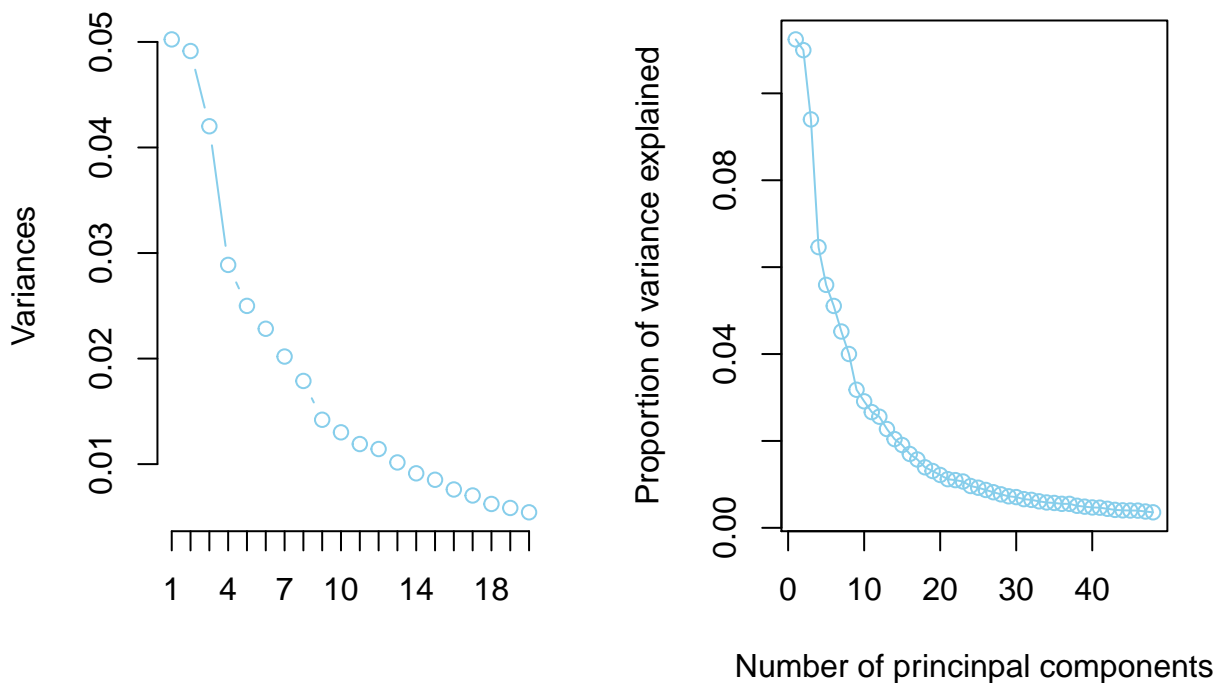 Variances
0.05
0.04
0.03
0.02
0.01
1 4 7 10 14 18
Proportion of variance explained
0.08
0.04
0.00
0 10 20 30 40
Number of princinpal components